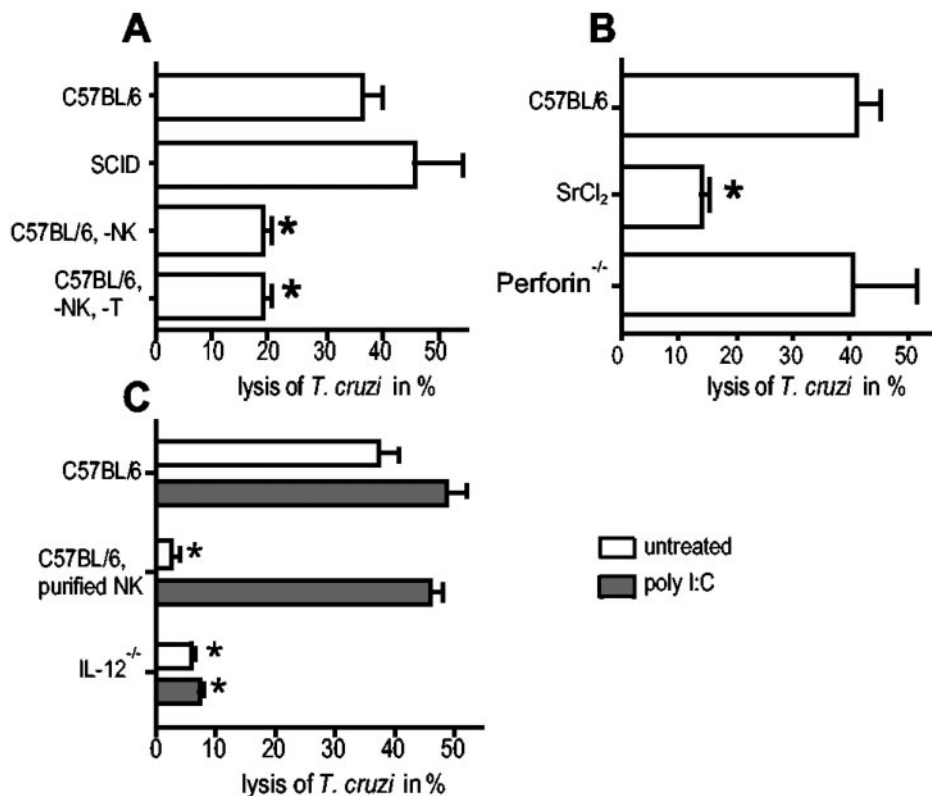 A
C57BL/6
SCID
C57BL/6, -NK
C57BL/6,
-NK, -T
*
*
0 10 20 30 40 50
lysis of T. cruzi in %
B
C57BL/6
SrCl₂
*
Perforin⁻/⁻
0 10 20 30 40 50
lysis of T. cruzi in %
C
C57BL/6
C57BL/6,
purified NK
*
IL-12⁻/⁻
*
*
0 10 20 30 40 50
lysis of T. cruzi in %
untreated
poly I:C